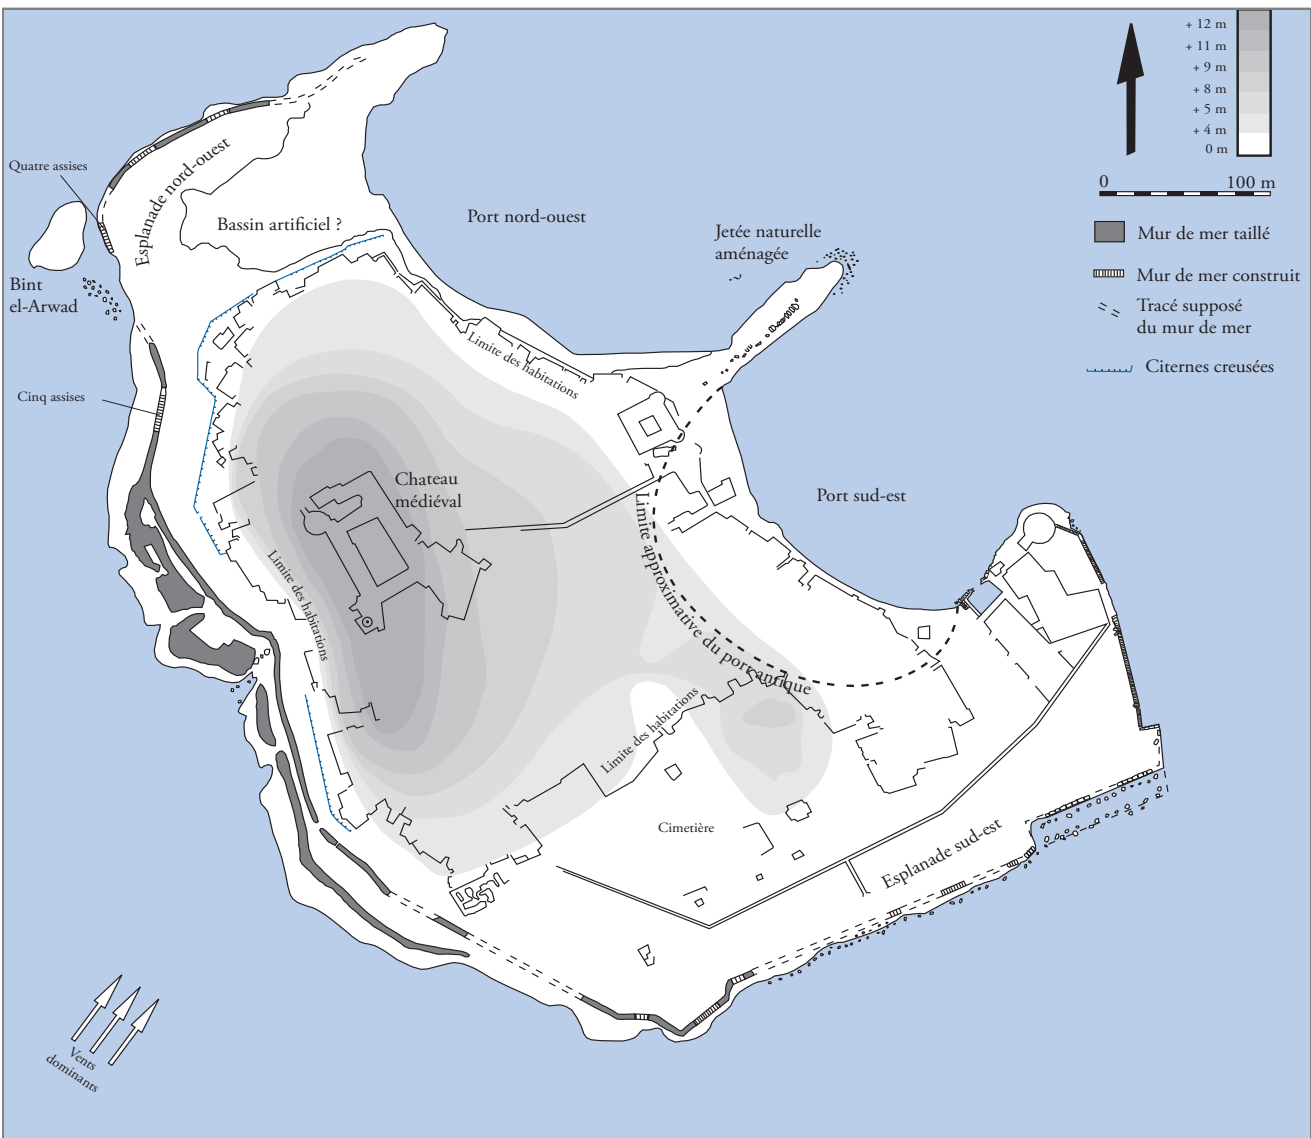 + 12 m
+ 11 m
+ 9 m
+ 8 m
+ 5 m
+ 4 m
0 m
0 100 m
Mur de mer taillé
Mur de mer construit
Tracé supposé
du mur de mer
Citernes creusées
Quatre assises
Esplanade nord-ouest
Bassin artificiel ?
Port nord-ouest
Jetée naturelle
aménagée
Bint
el-Arwad
Limite des habitations
Cinq assises
Chateau
médiéval
Port sud-est
Limite approximative du port antique
Limite des habitations
Limite des habitations
Cimetière
Esplanade sud-est
Vents
dominants